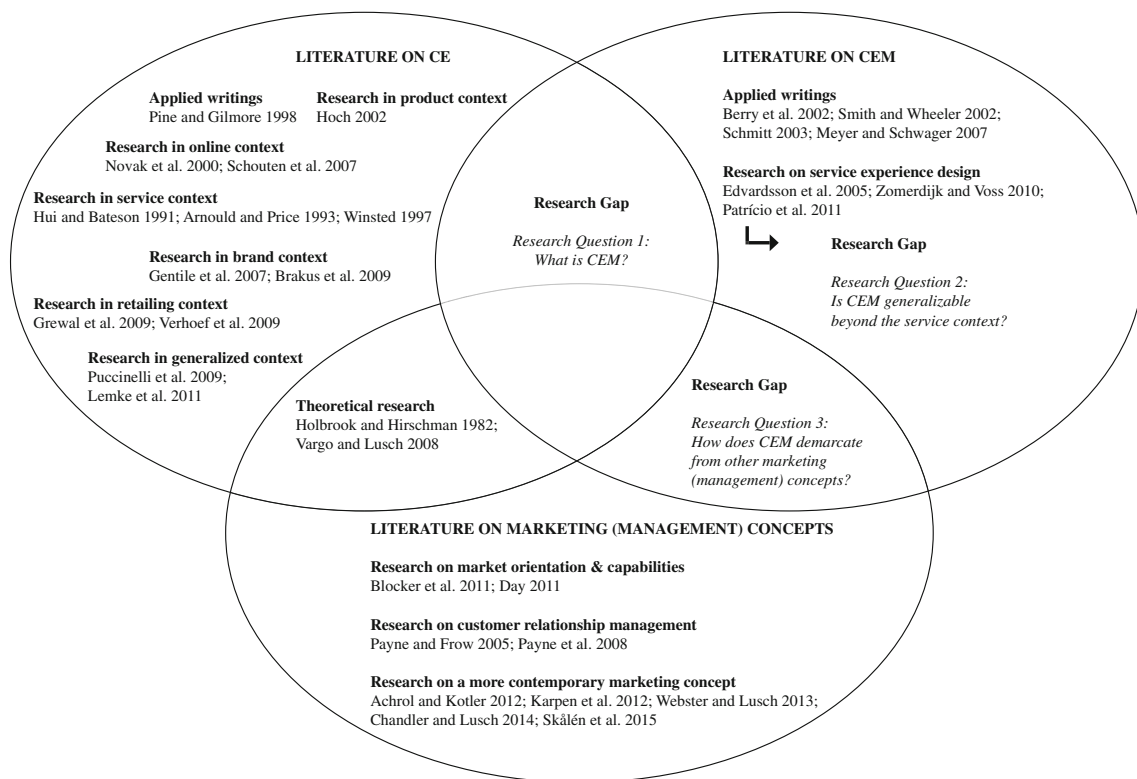 LITERATURE ON CE
Applied writings
Pine and Gilmore 1998
Research in product context
Hoch 2002
Research in online context
Novak et al. 2000; Schouten et al. 2007
Research in service context
Hui and Bateson 1991; Arnould and Price 1993; Winsted 1997
Research in brand context
Gentile et al. 2007; Brakus et al. 2009
Research in retailing context
Grewal et al. 2009; Verhoef et al. 2009
Research in generalized context
Puccinelli et al. 2009;
Lemke et al. 2011
Theoretical research
Holbrook and Hirschman 1982;
Vargo and Lusch 2008
Research Gap
Research Question 1:
What is CEM?
LITERATURE ON CEM
Applied writings
Berry et al. 2002; Smith and Wheeler 2002;
Schmitt 2003; Meyer and Schwager 2007
Research on service experience design
Edvardsson et al. 2005; Zomerdijk and Voss 2010;
Patrício et al. 2011
Research Gap
Research Question 2:
Is CEM generalizable
beyond the service context?
Research Gap
Research Question 3:
How does CEM demarcate
from other marketing
(management) concepts?
LITERATURE ON MARKETING (MANAGEMENT) CONCEPTS
Research on market orientation & capabilities
Blocker et al. 2011; Day 2011
Research on customer relationship management
Payne and Frow 2005; Payne et al. 2008
Research on a more contemporary marketing concept
Achrol and Kotler 2012; Karpen et al. 2012; Webster and Lusch 2013;
Chandler and Lusch 2014; Skålén et al. 2015